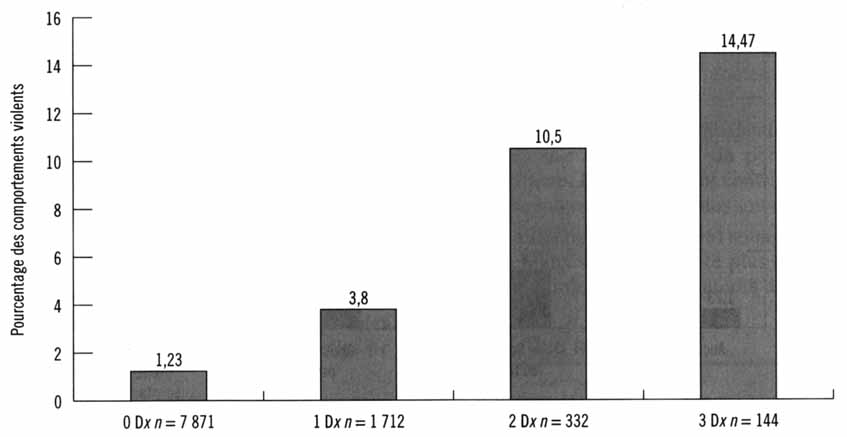 Pourcentage des comportements violents
16
14
12
10
8
6
4
2
0
1,23
3,8
10,5
14,47
0 Dx n = 7 871
1 Dx n = 1 712
2 Dx n = 332
3 Dx n = 144